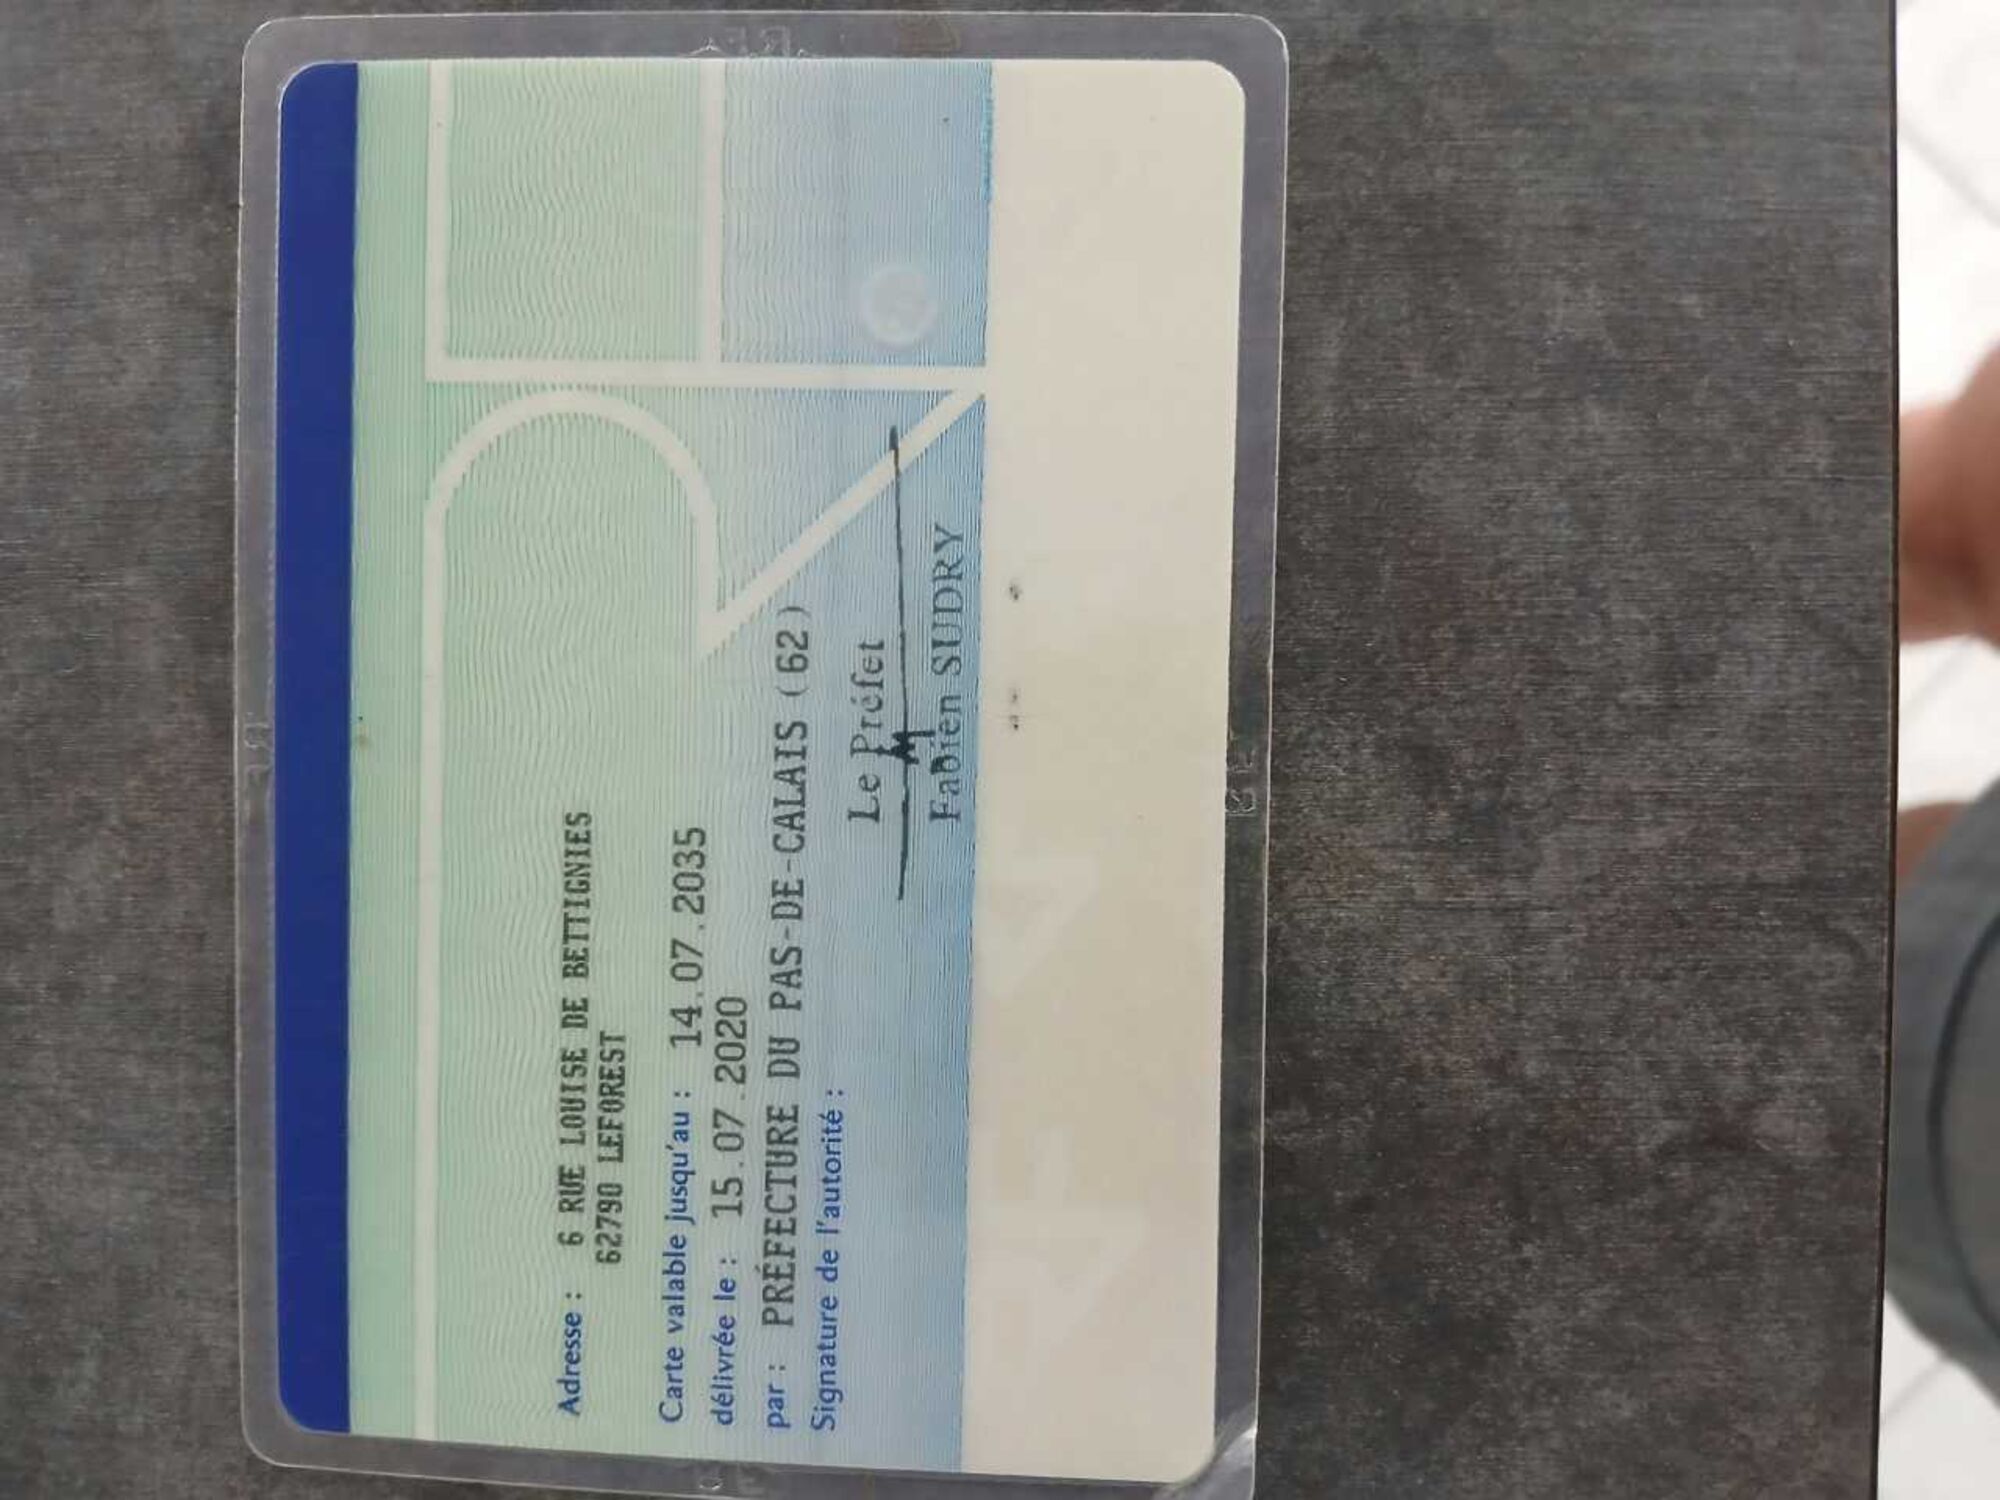 Adresse : 6 RUE LOUISE DE BETTIGNIES
62790 LEFOREST
Carte valable jusqu'au : 14.07.2035
délivrée le : 15.07.2020
par : PRÉFECTURE DU PAS-DE-CALAIS (62)
Signature de l'autorité :
Le Préfet
Fabien SUDRY